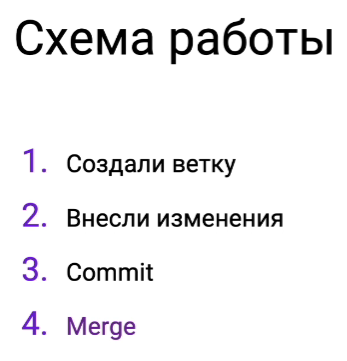 Схема работы
1. Создали ветку
2. Внесли изменения
3. Commit
4. Merge